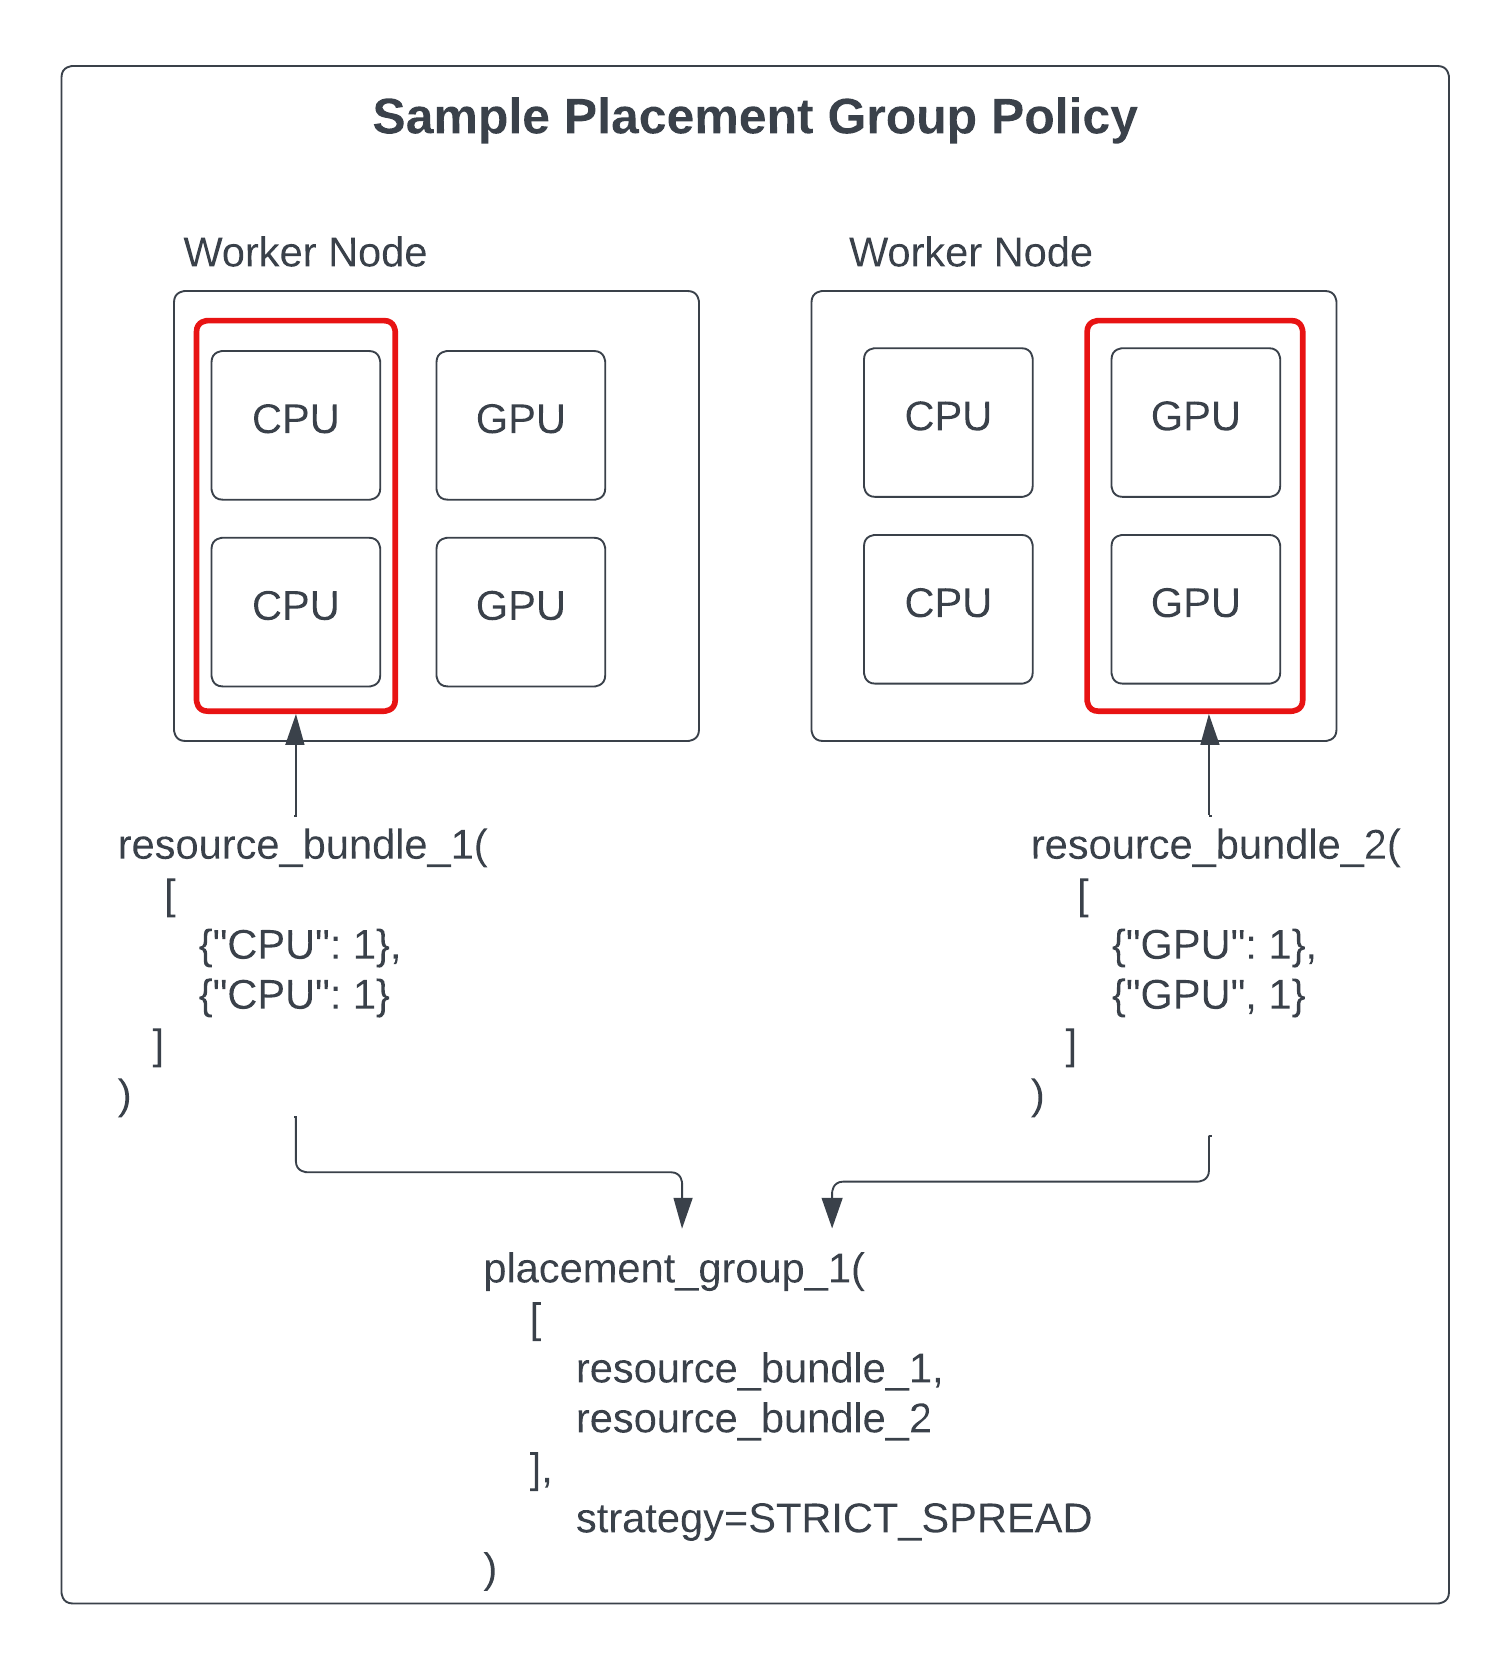 Sample Placement Group Policy
Worker Node
Worker Node
CPU
GPU
CPU
GPU
CPU
GPU
CPU
GPU
resource_bundle_1(
[
{"CPU": 1},
{"CPU": 1}
]
)
resource_bundle_2(
[
{"GPU": 1},
{"GPU", 1}
]
)
placement_group_1(
[
resource_bundle_1,
resource_bundle_2
],
strategy=STRICT_SPREAD
)